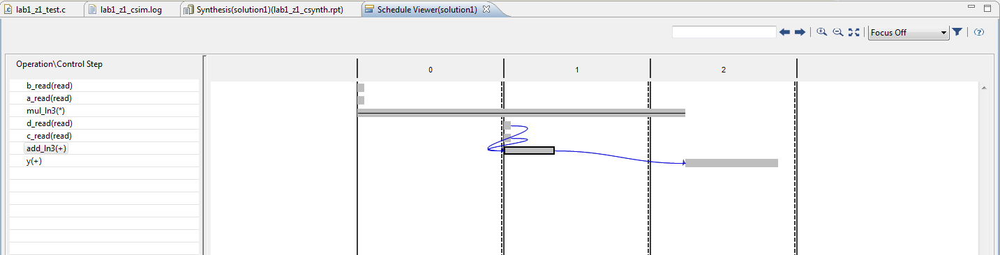 lab1_z1_test.c
lab1_z1_csim.log
Synthesis(solution1)(lab1_z1_csynth.rpt)
Schedule Viewer(solution1)
Focus Off
Operation\Control Step
0
1
2
b_read(read)
a_read(read)
mul_ln3(*)
d_read(read)
c_read(read)
add_ln3(+)
y(+)